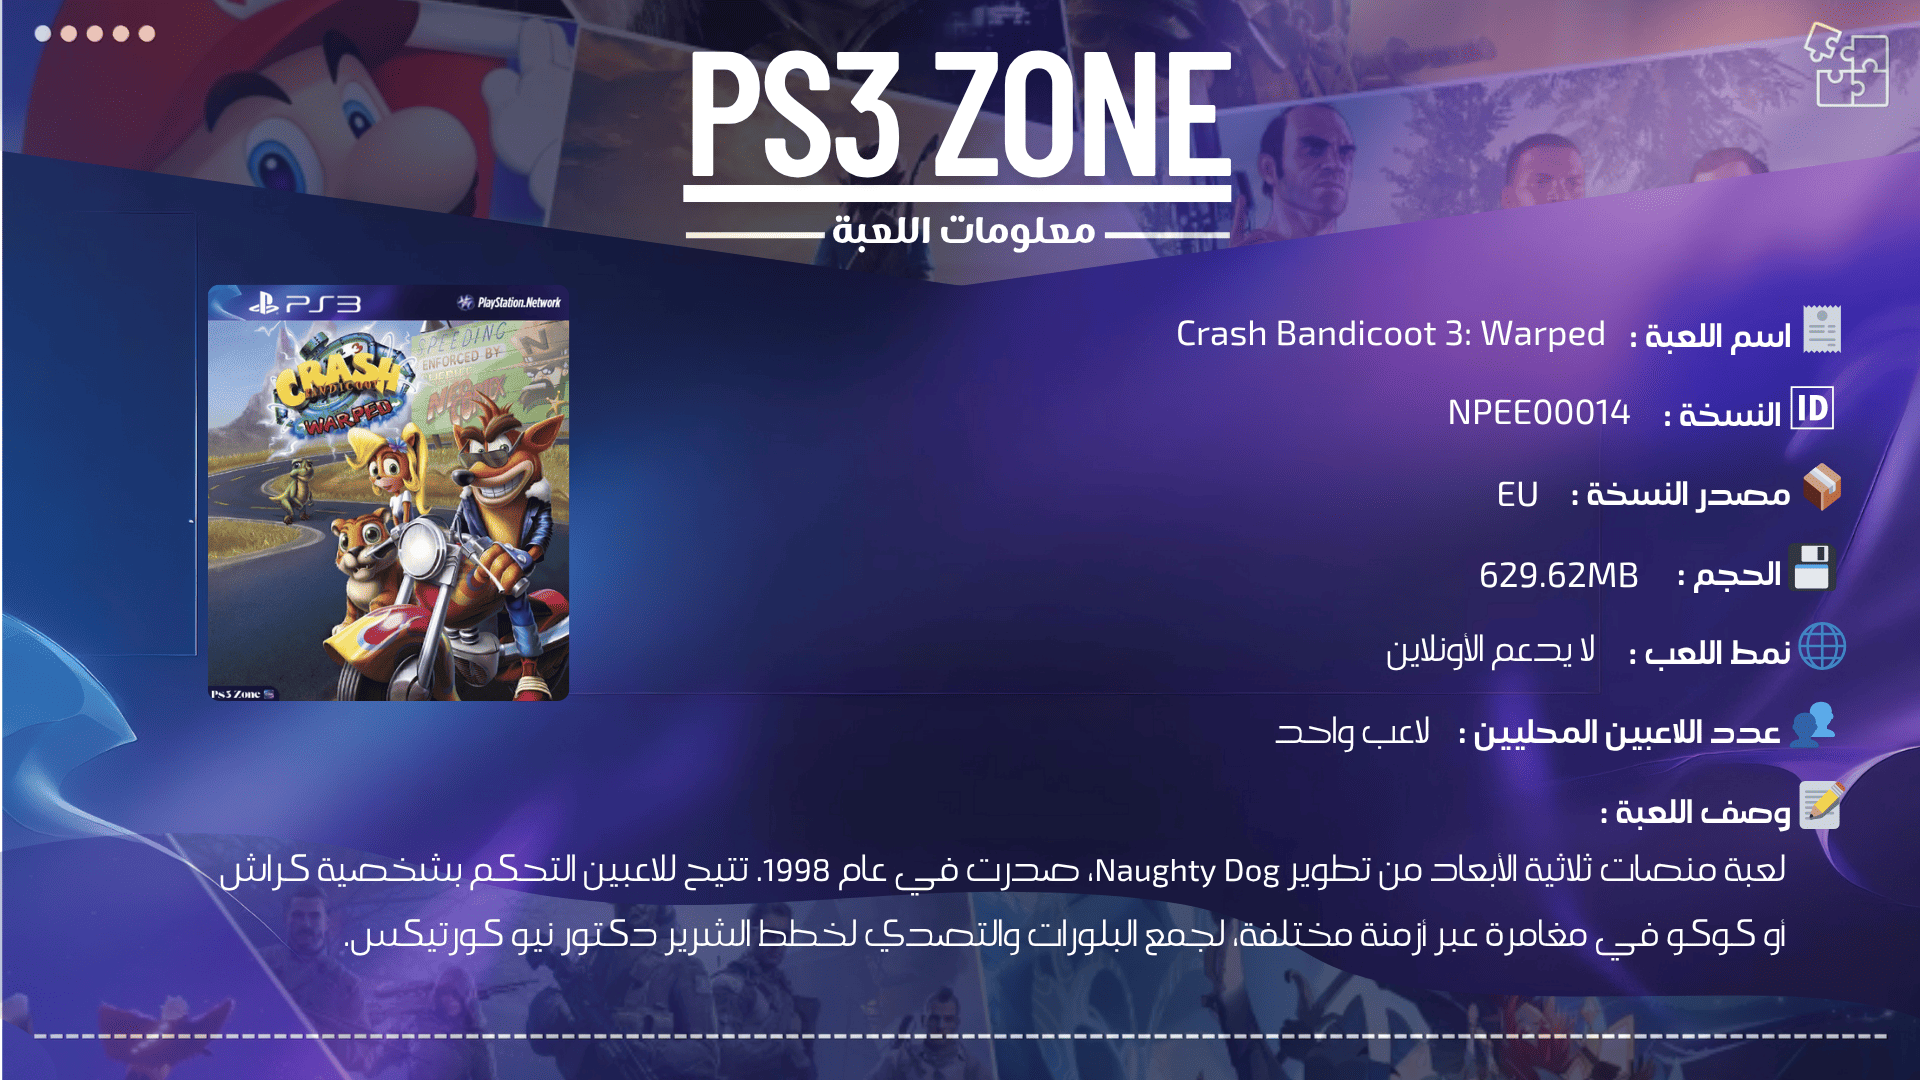 PS3 ZONE
معلومات اللعبة
PS3
PlayStation.Network
SPEEDING
ENFORCED BY
N
CRASH
BANDICOOT
WARPED
Ps3 Zone
اسم اللعبة : Crash Bandicoot 3: Warped
ID النسخة : NPEE00014
مصدر النسخة : EU
الحجم : 629.62MB
نمط اللعب : لا يدعم الأونلاين
عدد اللاعبين المحليين : لاعب واحد
وصف اللعبة :
لعبة منصات ثلاثية الأبعاد من تطوير Naughty Dog، صدرت في عام 1998. تتيح للاعبين التحكم بشخصية كراش
أو كوكو في مغامرة عبر أزمنة مختلفة، لجمع البلورات والتصدي لخطط الشرير دكتور نيو كورتيكس.